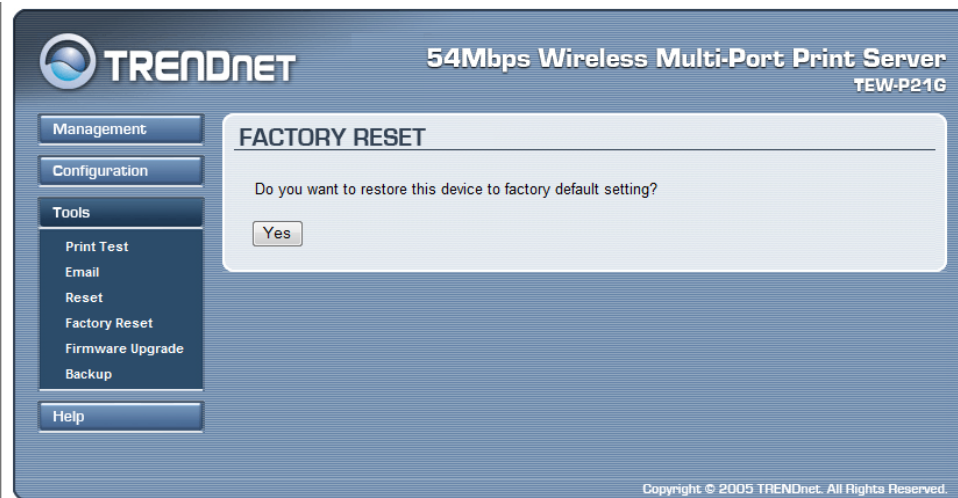 TRENDNET
54Mbps Wireless Multi-Port Print Server
TEW-P21G
Management
Configuration
Tools
Print Test
Email
Reset
Factory Reset
Firmware Upgrade
Backup
Help
FACTORY RESET
Do you want to restore this device to factory default setting?
Yes
Copyright © 2005 TRENDnet. All Rights Reserved.